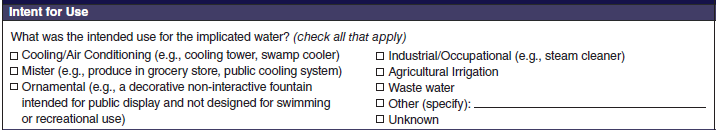 Intent for Use
What was the intended use for the implicated water? (check all that apply)
Cooling/Air Conditioning (e.g., cooling tower, swamp cooler)
Mister (e.g., produce in grocery store, public cooling system)
Ornamental (e.g., a decorative non-interactive fountain
intended for public display and not designed for swimming
or recreational use)
Industrial/Occupational (e.g., steam cleaner)
Agricultural Irrigation
Waste water
Other (specify):
Unknown